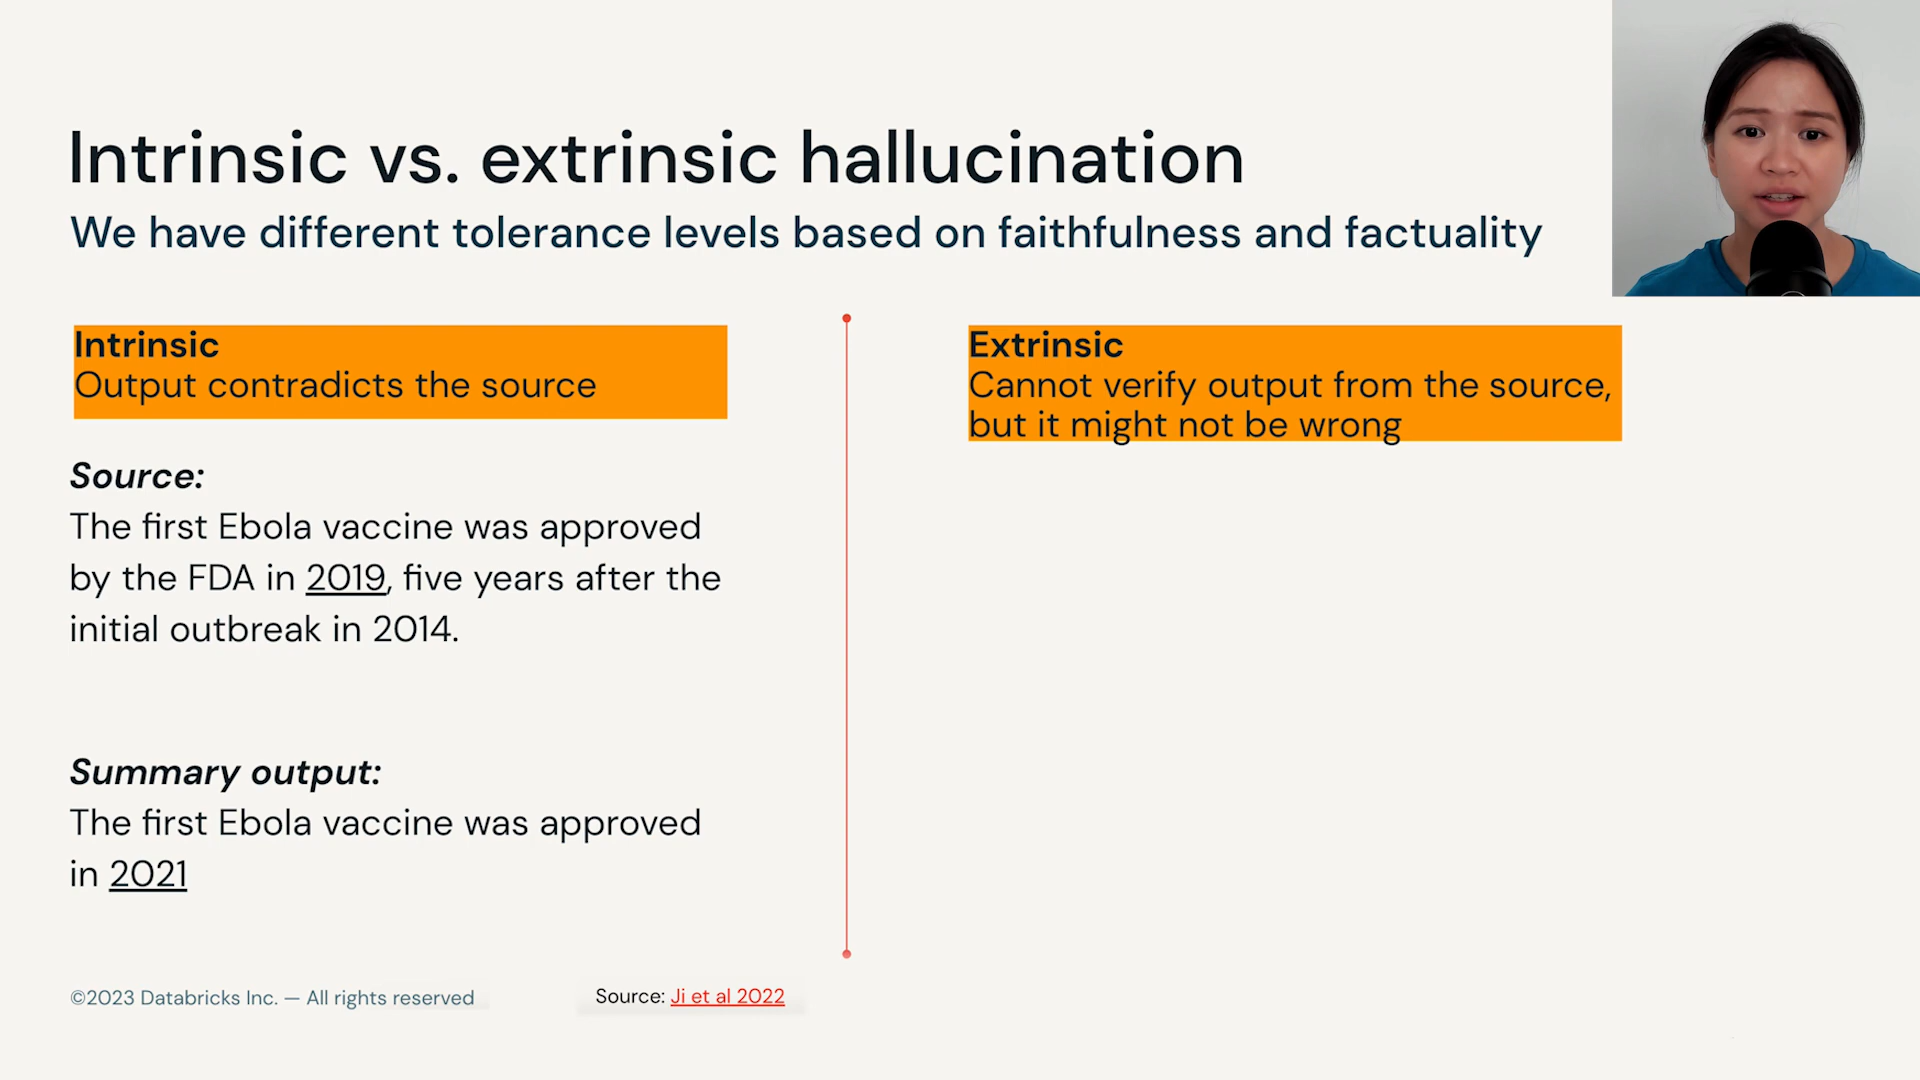 Intrinsic vs. extrinsic hallucination
We have different tolerance levels based on faithfulness and factuality
Intrinsic
Output contradicts the source
Source:
The first Ebola vaccine was approved
by the FDA in 2019, five years after the
initial outbreak in 2014.
Summary output:
The first Ebola vaccine was approved
in 2021
Extrinsic
Cannot verify output from the source,
but it might not be wrong
©2023 Databricks Inc. — All rights reserved
Source: Ji et al 2022